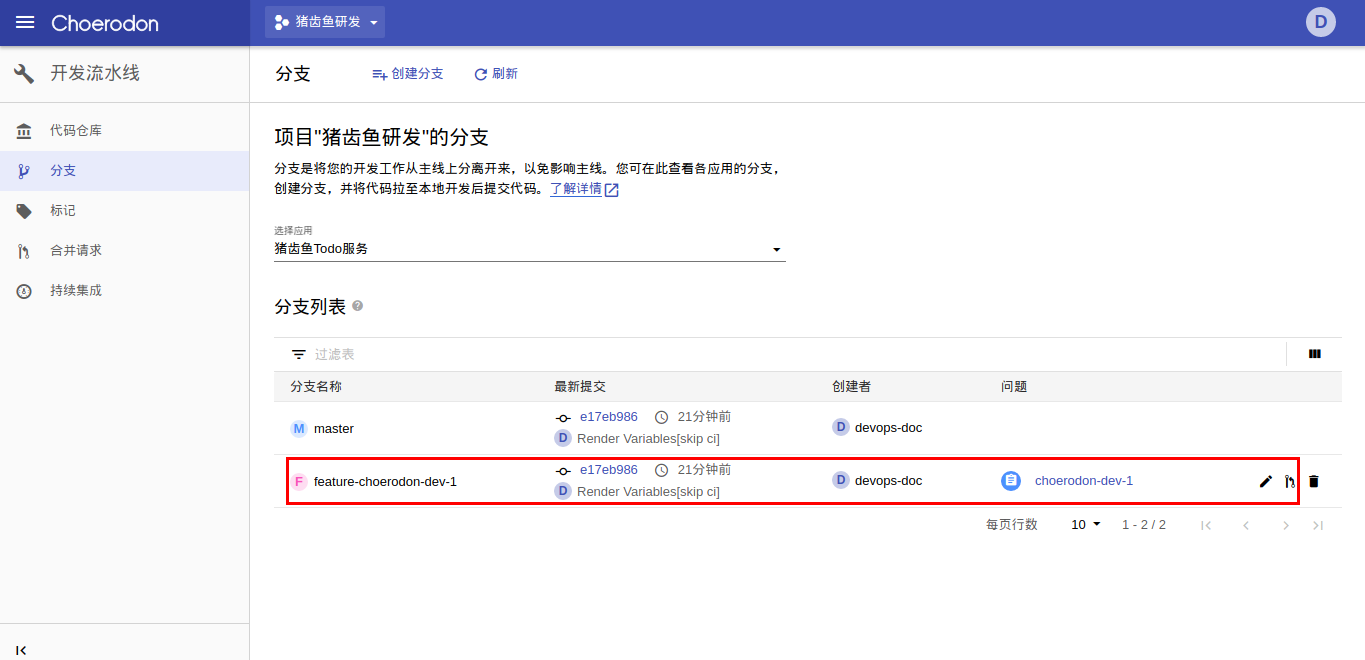 Choerodon
猪齿鱼研发
D
开发流水线
分支
创建分支
刷新
代码仓库
分支
标记
合并请求
持续集成
项目"猪齿鱼研发"的分支
分支是将您的开发工作从主线上分离开来，以免影响主线。您可在此查看各应用的分支，
创建分支，并将代码拉至本地开发后提交代码。了解详情
选择应用
猪齿鱼Todo服务
分支列表
过滤表
分支名称 最新提交 创建者 问题
M master e17eb986 21分钟前 D devops-doc
D Render Variables[skip ci]
F feature-choerodon-dev-1 e17eb986 21分钟前 D devops-doc choerodon-dev-1
D Render Variables[skip ci]
每页行数 10 1 - 2 / 2